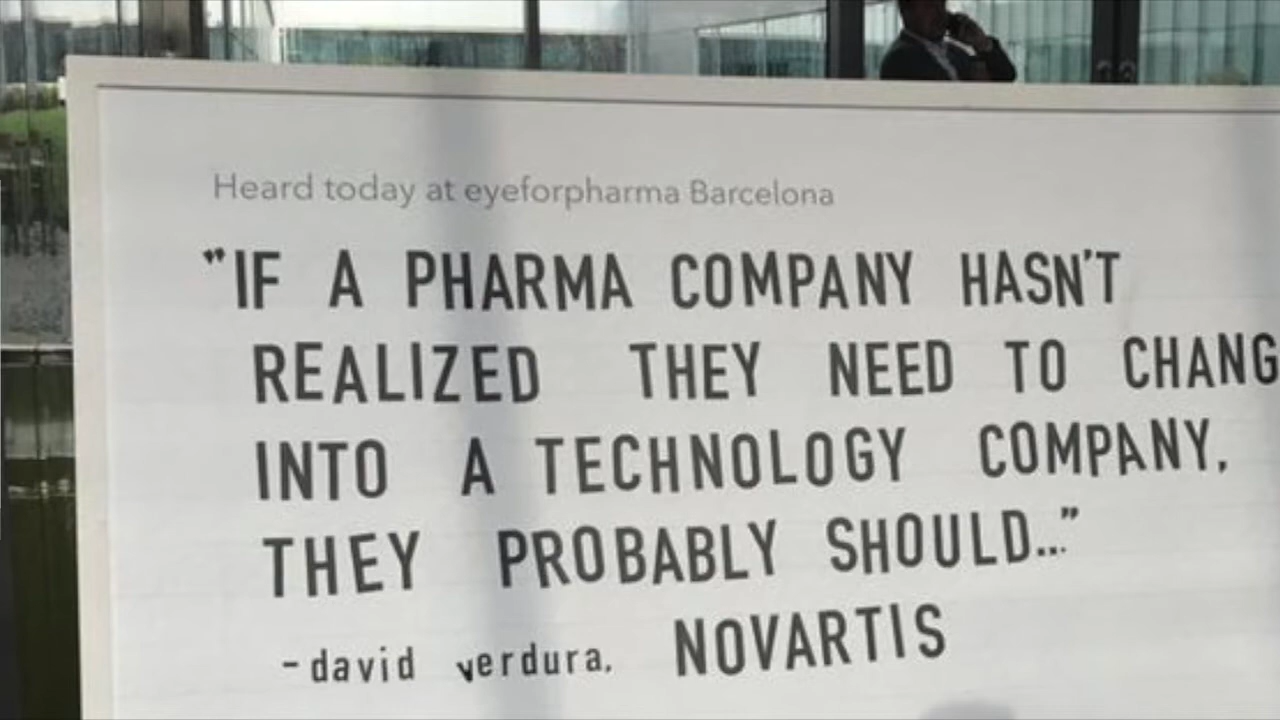 Heard today at eyeforpharma Barcelona
"IF A PHARMA COMPANY HASN'T
REALIZED THEY NEED TO CHANG
INTO A TECHNOLOGY COMPANY,
THEY PROBABLY SHOULD..."
-david verdura. NOVARTIS